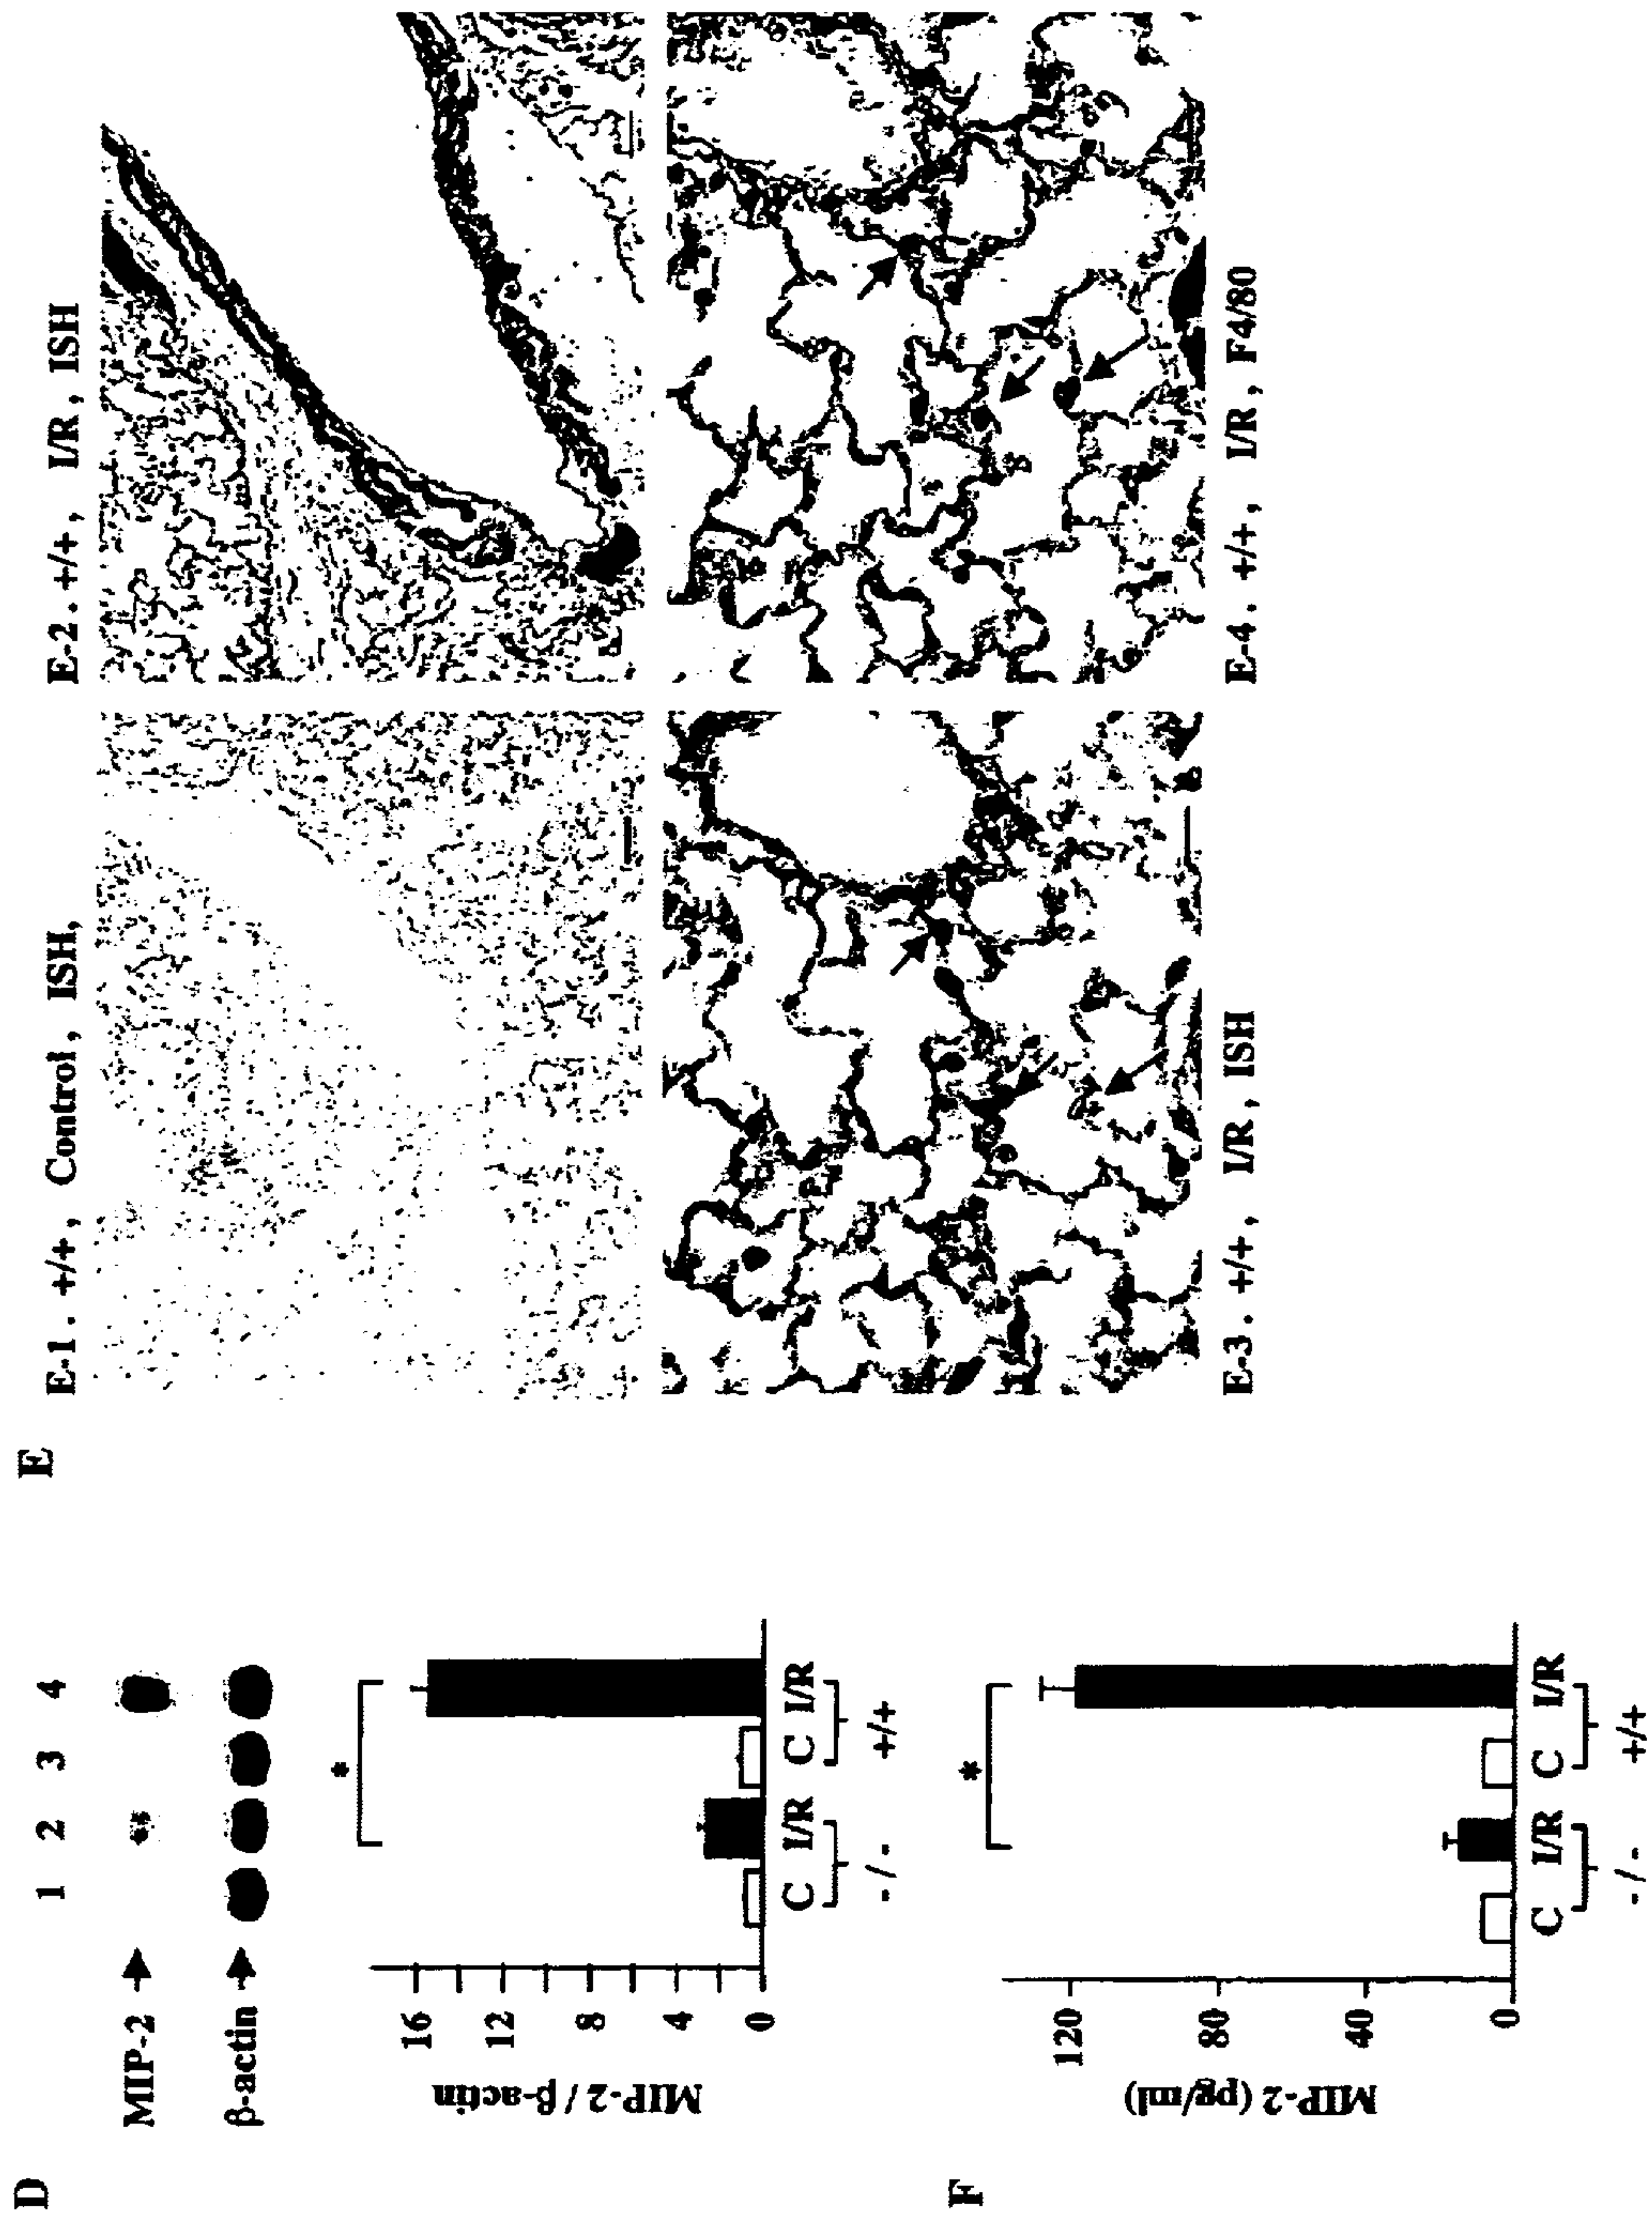 D
1 2 3 4
MIP-2
β-actin
MIP-2 / β-actin
16
12
8
4
0
*
C I/R C I/R
-/- +/+
E
E-1. +/+, Control, ISH,
E-2. +/+, I/R, ISH
E-3. +/+, I/R, ISH
E-4. +/+, I/R, F4/80
F
MIP-2 (pg/ml)
120
80
40
0
*
C I/R C I/R
-/- +/+